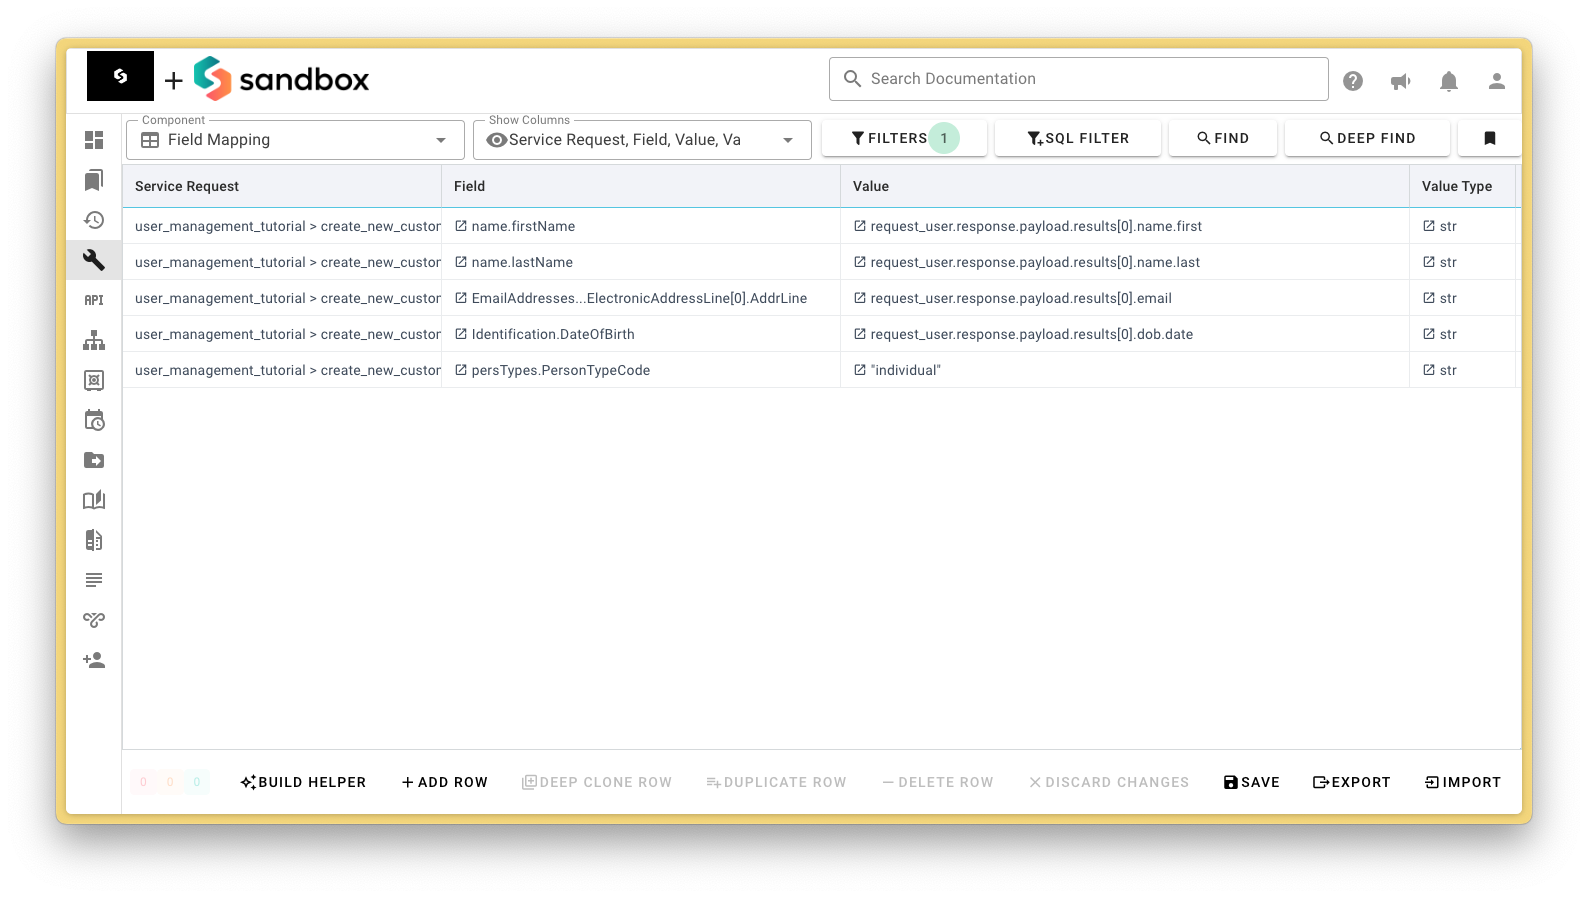 sandbox
Search Documentation
Component
Field Mapping
Show Columns
Service Request, Field, Value, Va
FILTERS 1
SQL FILTER
FIND
DEEP FIND
Service Request Field Value Value Type
user_management_tutorial > create_new_custor name.firstName request_user.response.payload.results[0].name.first str
user_management_tutorial > create_new_custor name.lastName request_user.response.payload.results[0].name.last str
user_management_tutorial > create_new_custor EmailAddresses...ElectronicAddressLine[0].AddrLine request_user.response.payload.results[0].email str
user_management_tutorial > create_new_custor Identification.DateOfBirth request_user.response.payload.results[0].dob.date str
user_management_tutorial > create_new_custor persTypes.PersonTypeCode "individual" str
API
0 0 0 BUILD HELPER ADD ROW DEEP CLONE ROW DUPLICATE ROW DELETE ROW DISCARD CHANGES SAVE EXPORT IMPORT